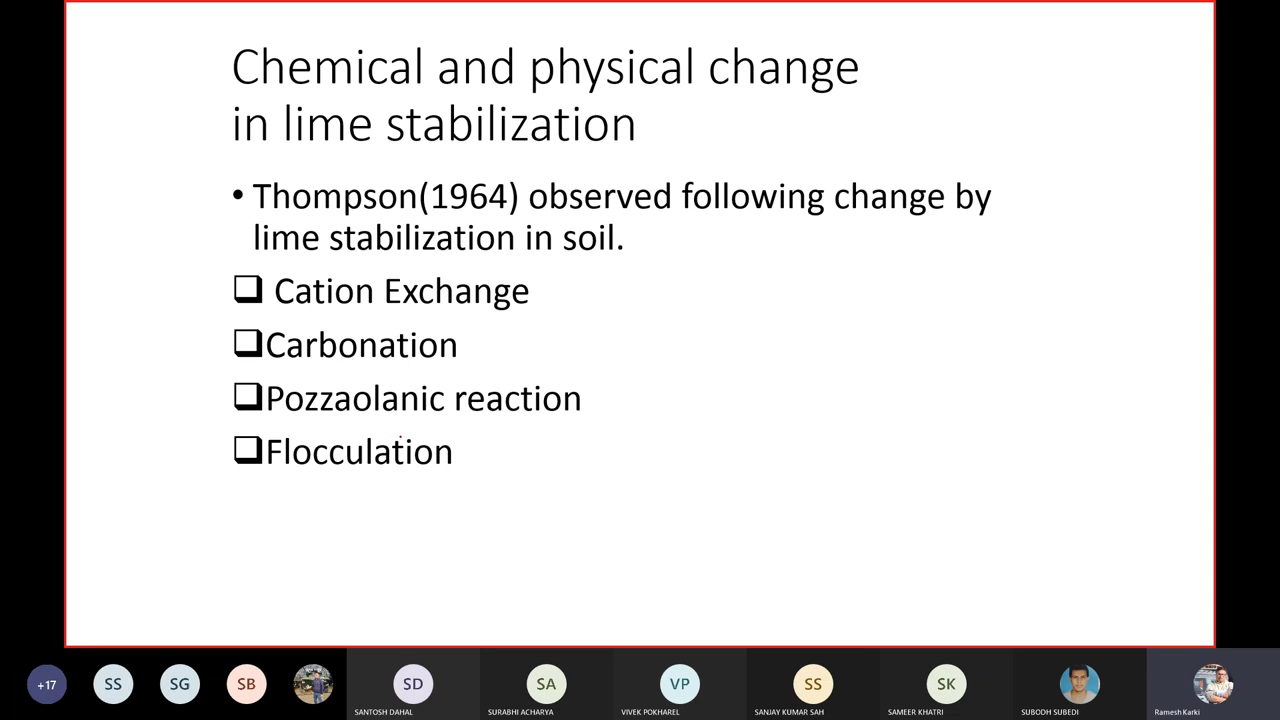 Chemical and physical change
in lime stabilization
• Thompson(1964) observed following change by
lime stabilization in soil.
❑ Cation Exchange
❑Carbonation
❑Pozzaolanic reaction
❑Flocculation
+17 SS SG SB SD SA VP SS SK
SANTOSH DAHAL SURABHI ACHARYA VIVEK POKHAREL SANJAY KUMAR SAH SAMEER KHATRI SUBODH SUBEDI Ramesh Karki